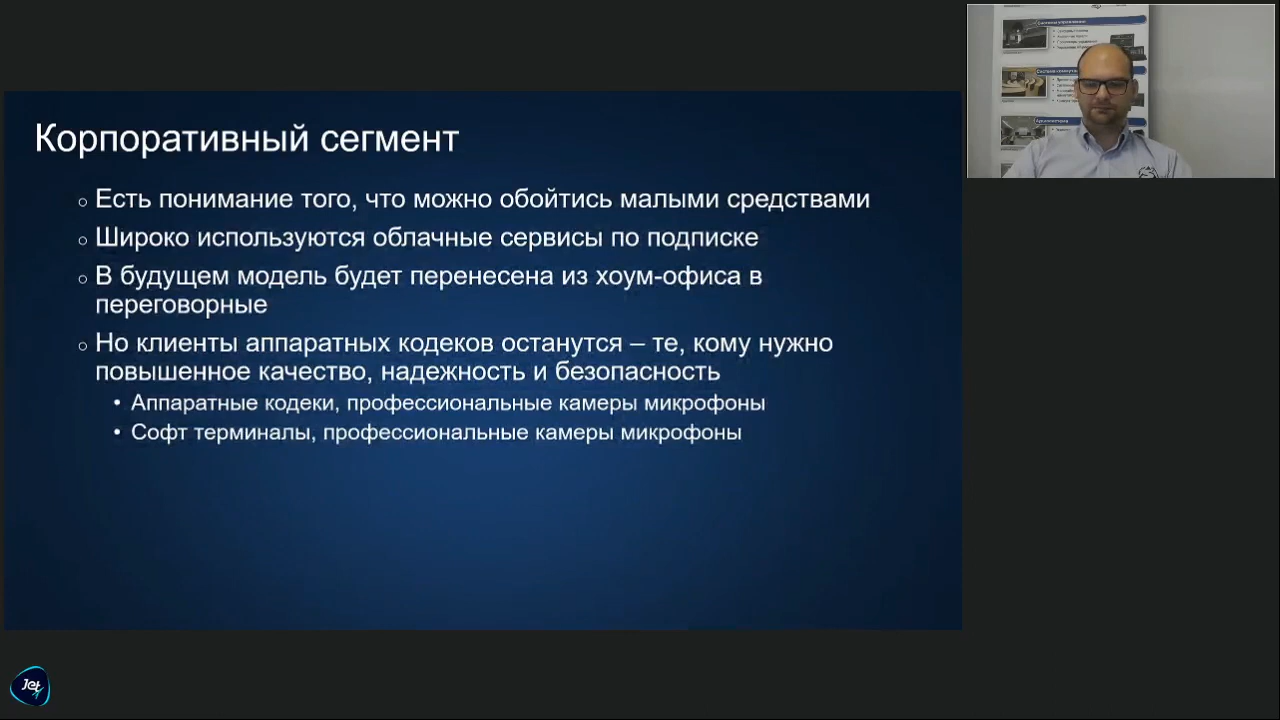 Корпоративный сегмент
○ Есть понимание того, что можно обойтись малыми средствами
○ Широко используются облачные сервисы по подписке
○ В будущем модель будет перенесена из хоум-офиса в
переговорные
○ Но клиенты аппаратных кодеков останутся – те, кому нужно
повышенное качество, надежность и безопасность
• Аппаратные кодеки, профессиональные камеры микрофоны
• Софт терминалы, профессиональные камеры микрофоны
Jet